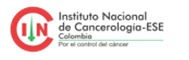 Instituto Nacional
de Cancerología-ESE
Colombia
Por el control del cáncer